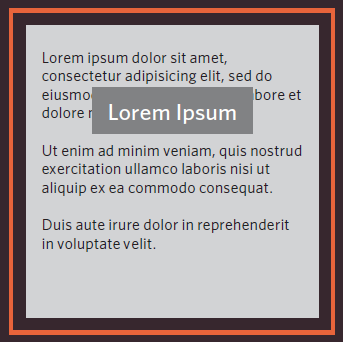 Lorem ipsum dolor sit amet,
consectetur adipisicing elit, sed do
eiusmo
bore et
dolore
Lorem Ipsum
Ut enim ad minim veniam, quis nostrud
exercitation ullamco laboris nisi ut
aliquip ex ea commodo consequat.
Duis aute irure dolor in reprehenderit
in voluptate velit.